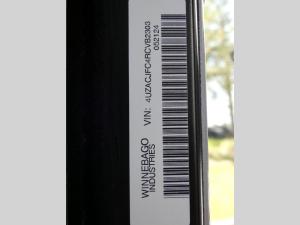 WINNEBAGO
INDUSTRIES
VIN: 4UZACJFC4RCVB2303
052124